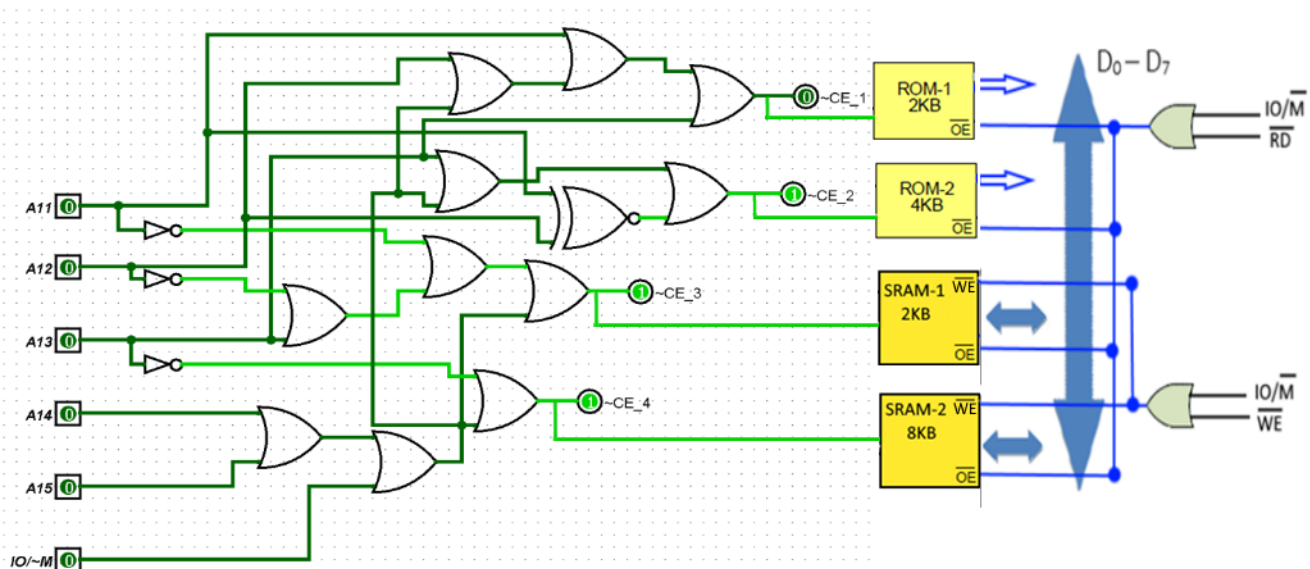 A11
0
A12
0
A13
0
A14
0
A15
0
IO/~M
0
0
~CE_1
1
~CE_2
1
~CE_3
1
~CE_4
ROM-1
2KB
OE
ROM-2
4KB
OE
SRAM-1
WE
2KB
OE
SRAM-2
WE
8KB
OE
D₀ – D₇
IO/M̅
R̅D̅
IO/M̅
W̅E̅